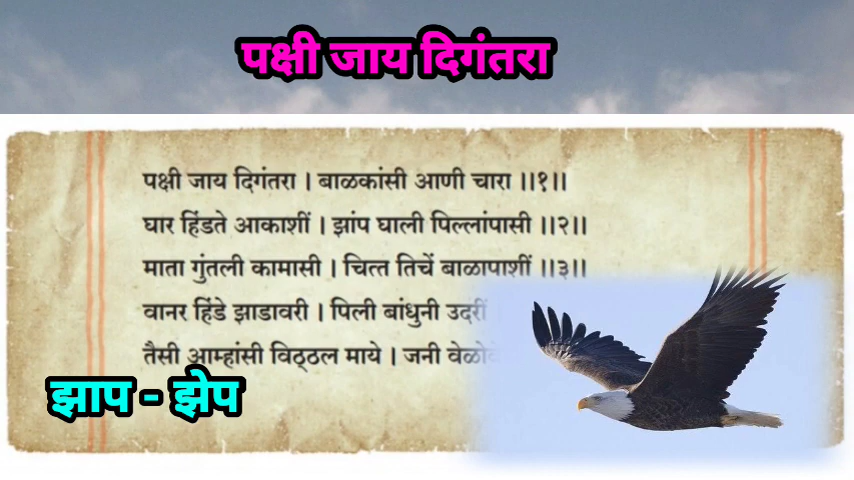 पक्षी जाय दिगंतरा
पक्षी जाय दिगंतरा । बाळकांसी आणी चारा ।।१।।
घार हिंडते आकाशीं । झांप घाली पिल्लांपासी ।।२।।
माता गुंतली कामासी । चित्त तिचें बाळापाशीं ।।३।।
वानर हिंडे झाडावरी । पिली बांधुनी उदरीं
तैसी आम्हांसी विठ्ठल माये । जनी
झाप - झेप